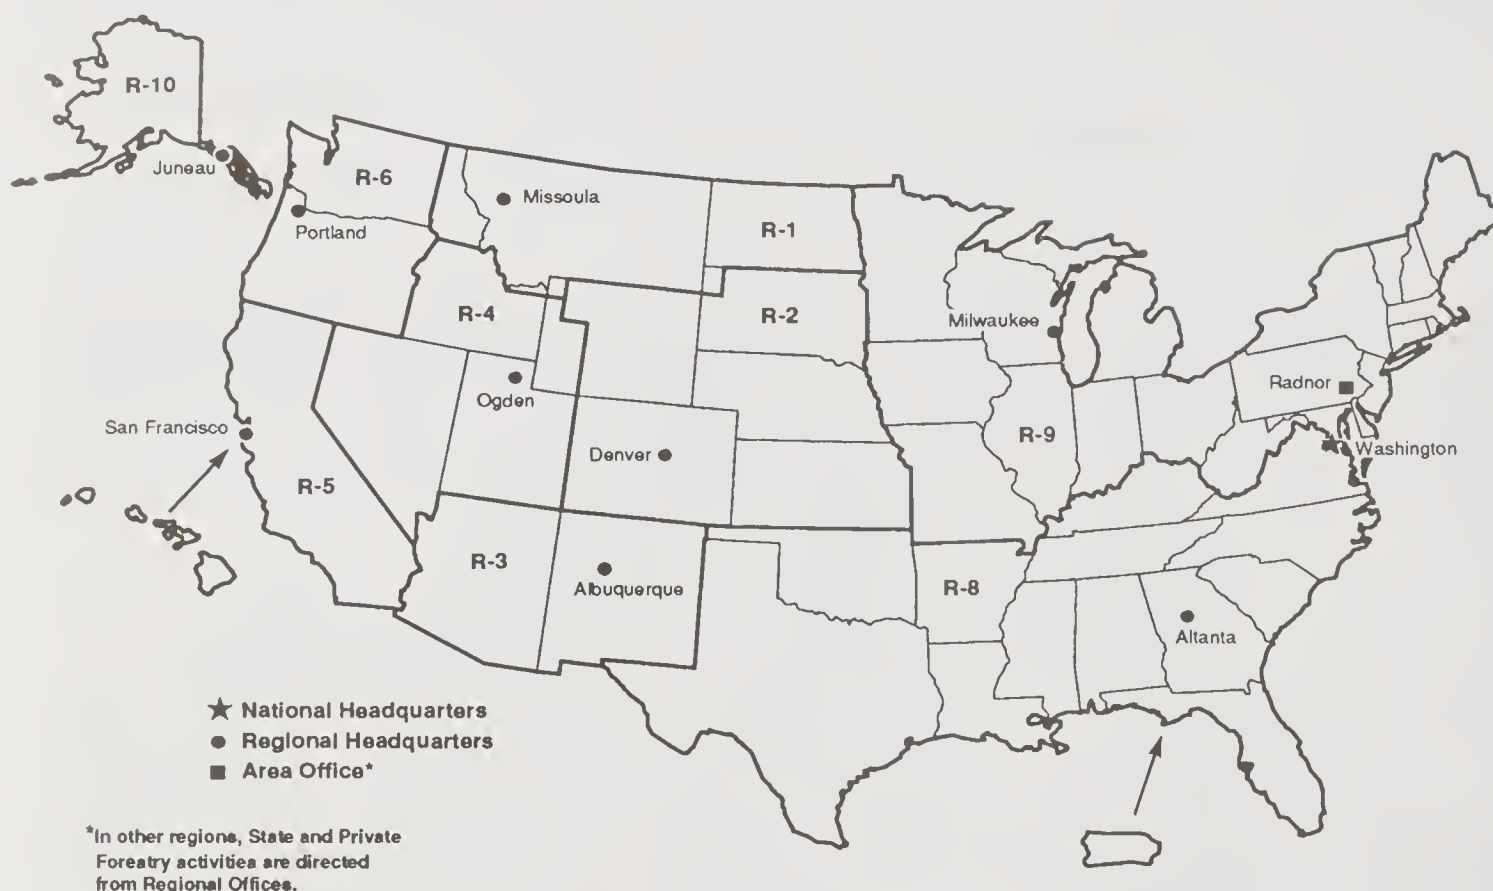 R-10
Juneau
R-6
Portland
Missoula
R-1
R-4
R-2
Milwaukee
Ogden
Radnor
San Francisco
Denver
R-9
Washington
R-5
R-3
Albuquerque
R-8
Altanta
National Headquarters
Regional Headquarters
Area Office*
*In other regions, State and Private
Forestry activities are directed
from Regional Offices.